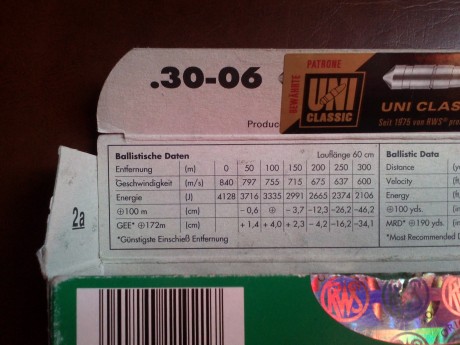 .30-06
BEWÄHRTE
PATRONE
UNI
CLASSIC
UNI CLAS
Seit 1976 von RWS
Produc
Ballistische Daten Lauflänge 60 cm
Entfernung (m) 0 50 100 150 200 250 300
Geschwindigkeit (m/s) 840 797 755 715 675 637 600
Energie (J) 4128 3716 3335 2991 2665 2374 2106
⊕100 m (cm) –0,6 ⊕ –3,7 –12,3 –26,2 –46,2
GEE* ⊕172m (cm) +1,4 +4,0 +2,3 –4,2 –16,2 –34,1
*Günstigste Einschieß Entfernung
Ballistic Data
Distance (y
Velocity (f
Energy (f
⊕100 yds. (
MRD* ⊕190 yds. (
*Most Recommended D
2a
RWS
RWS